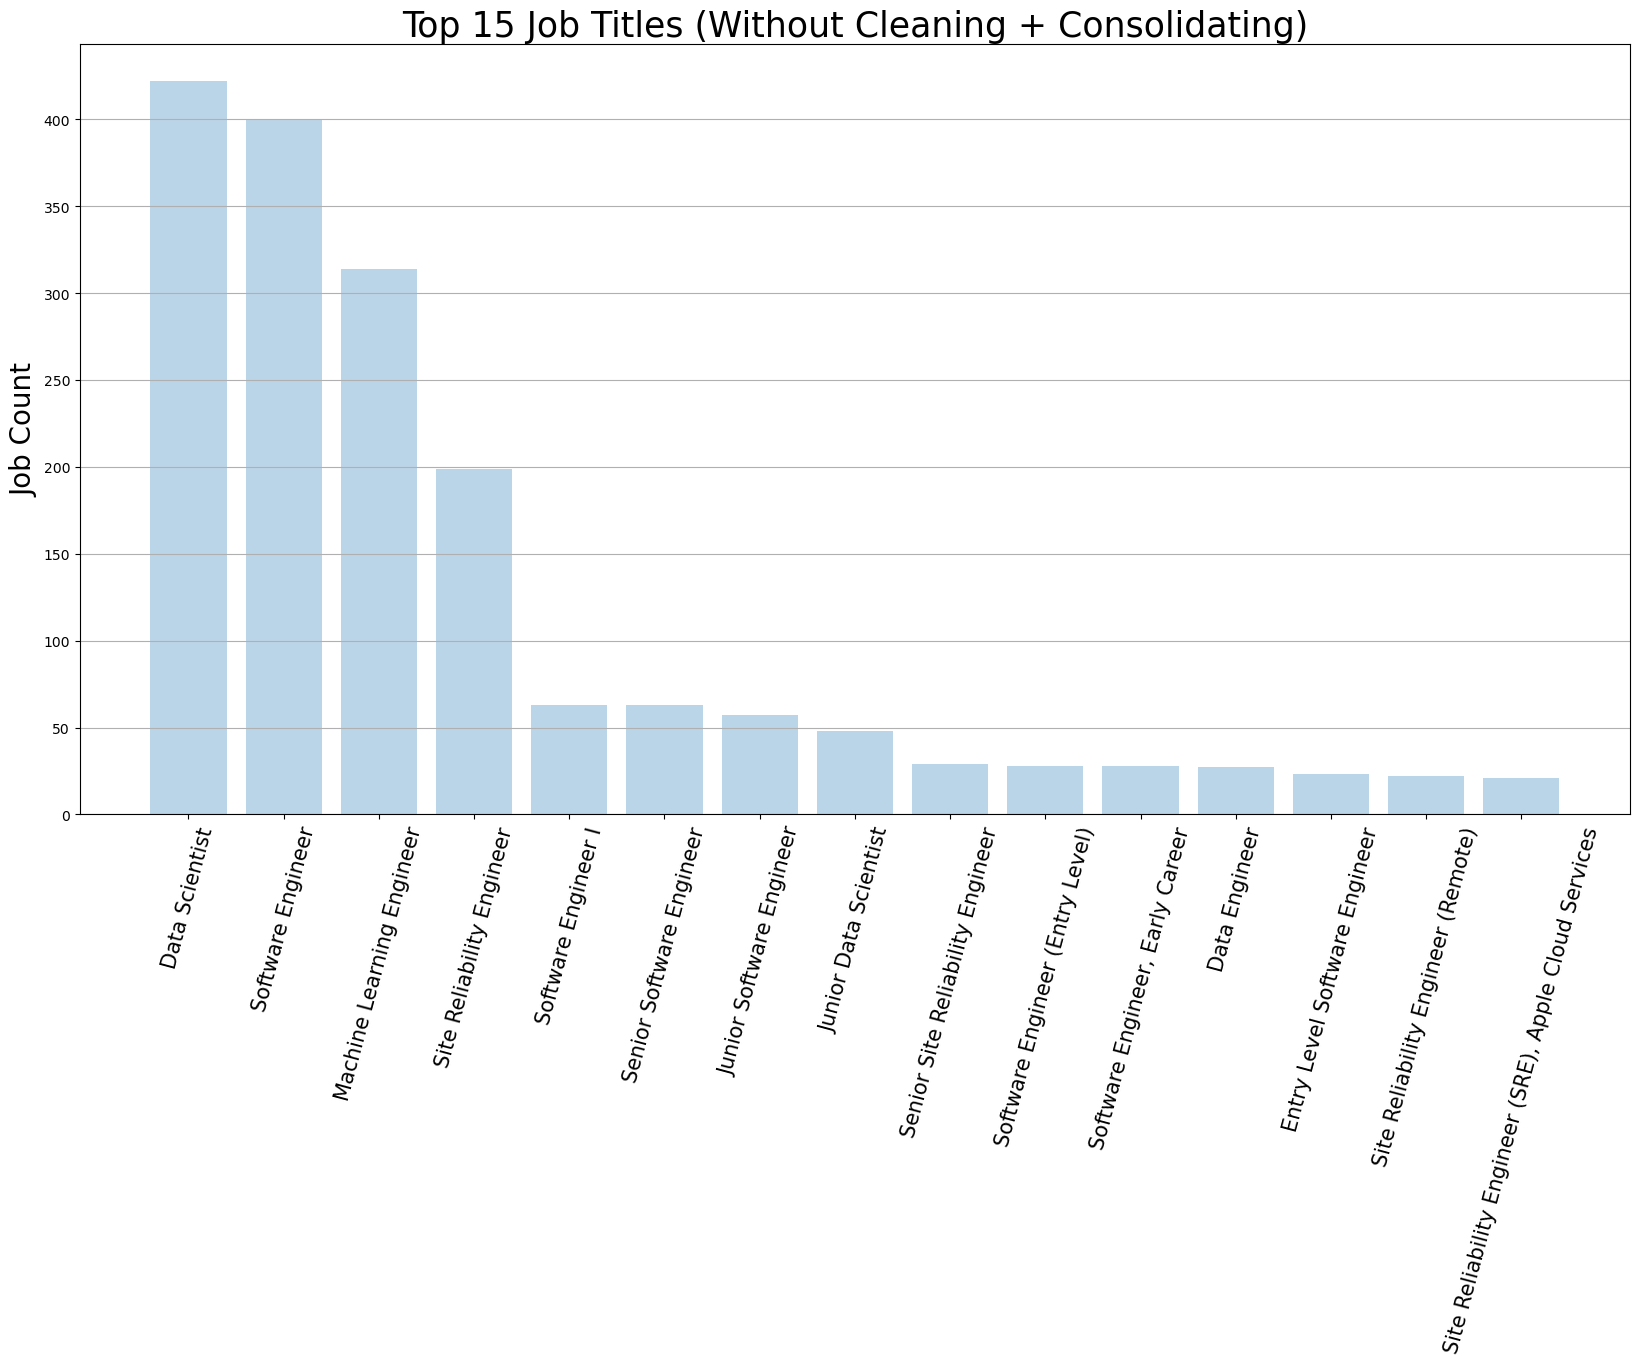 Top 15 Job Titles (Without Cleaning + Consolidating)
Job Count
400
350
300
250
200
150
100
50
0
Data Scientist
Software Engineer
Machine Learning Engineer
Site Reliability Engineer
Software Engineer I
Senior Software Engineer
Junior Software Engineer
Junior Data Scientist
Senior Site Reliability Engineer
Software Engineer (Entry Level)
Software Engineer, Early Career
Data Engineer
Entry Level Software Engineer
Site Reliability Engineer (Remote)
Site Reliability Engineer (SRE), Apple Cloud Services